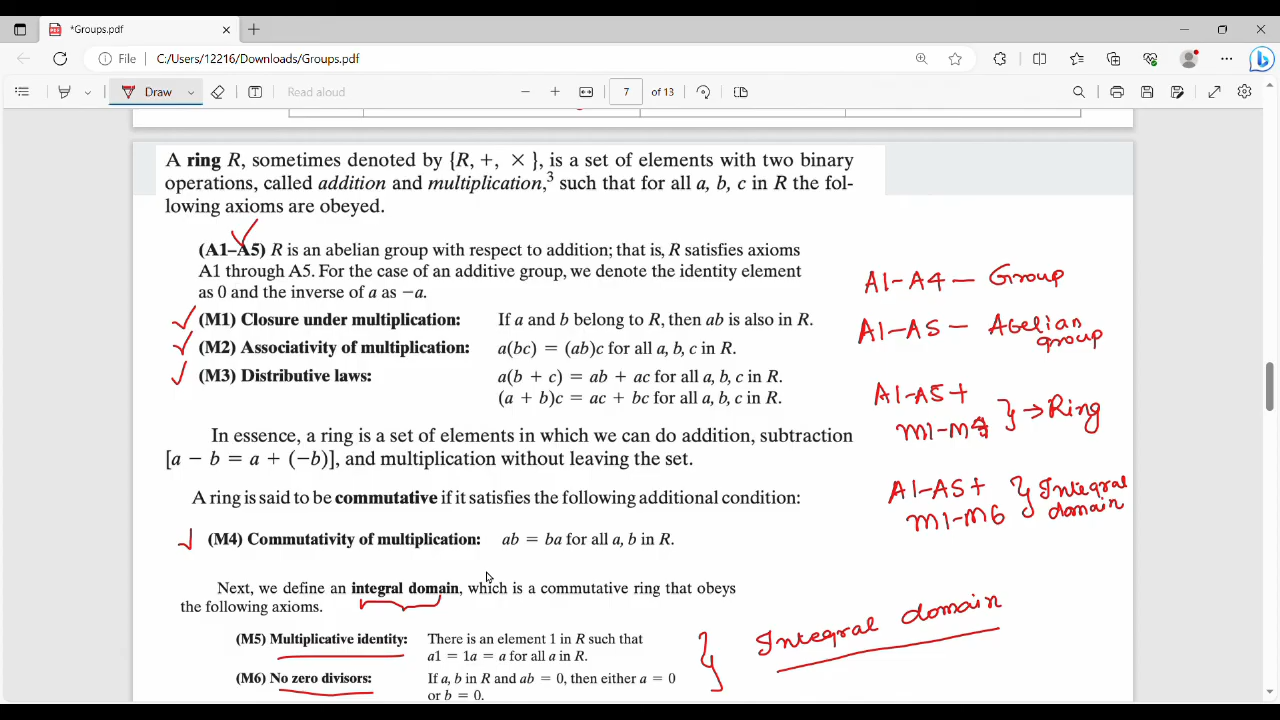 *Groups.pdf
File
C:/Users/12216/Downloads/Groups.pdf
Draw
Read aloud
7 of 13
A ring R, sometimes denoted by {R, +, × }, is a set of elements with two binary
operations, called addition and multiplication,³ such that for all a, b, c in R the fol-
lowing axioms are obeyed.
(A1–A5) R is an abelian group with respect to addition; that is, R satisfies axioms
A1 through A5. For the case of an additive group, we denote the identity element
as 0 and the inverse of a as −a.
(M1) Closure under multiplication: If a and b belong to R, then ab is also in R.
(M2) Associativity of multiplication: a(bc) = (ab)c for all a, b, c in R.
(M3) Distributive laws: a(b + c) = ab + ac for all a, b, c in R.
(a + b)c = ac + bc for all a, b, c in R.
In essence, a ring is a set of elements in which we can do addition, subtraction
[a − b = a + (−b)], and multiplication without leaving the set.
A ring is said to be commutative if it satisfies the following additional condition:
(M4) Commutativity of multiplication: ab = ba for all a, b in R.
Next, we define an integral domain, which is a commutative ring that obeys
the following axioms.
(M5) Multiplicative identity: There is an element 1 in R such that
a1 = 1a = a for all a in R.
(M6) No zero divisors: If a, b in R and ab = 0, then either a = 0
or b = 0.
A1-A4 — Group
A1-A5 — Abelian
group
A1-A5 +
} → Ring
A1-A5 +
M1-M6
} Integral
domain
} Integral domain